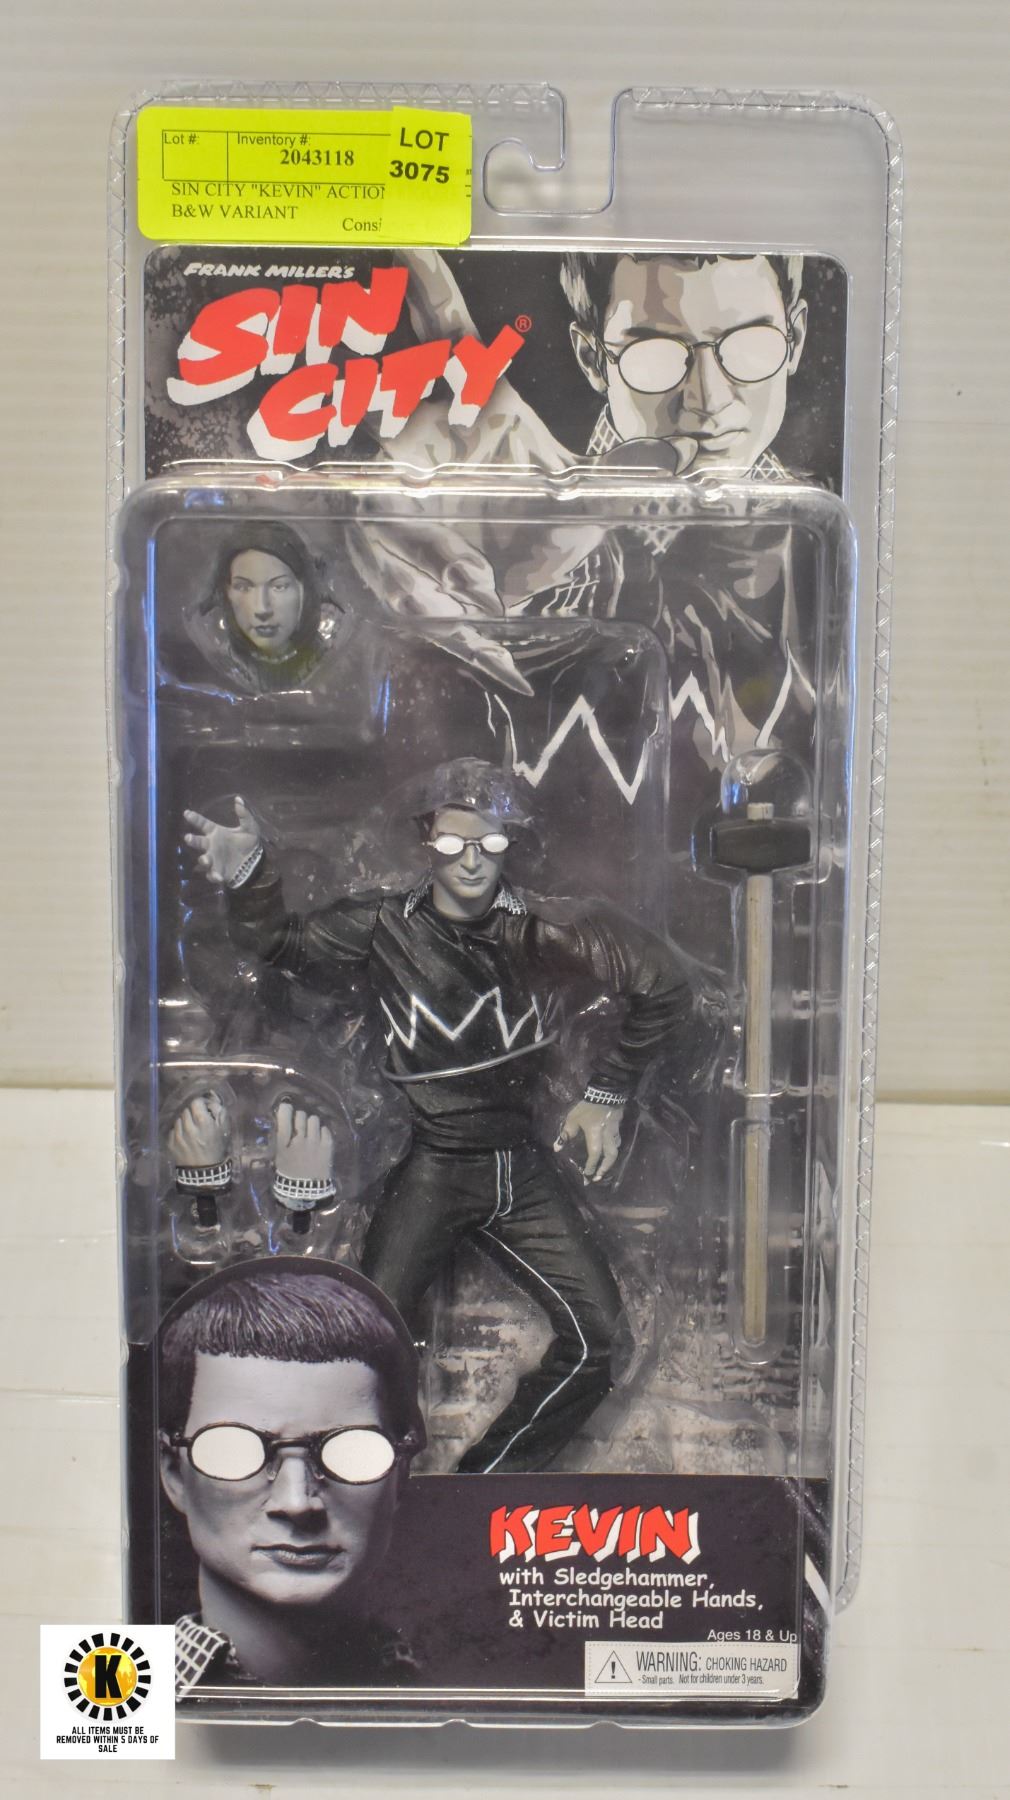 Lot #:
Inventory #:
2043118
LOT
3075
SIN CITY "KEVIN" ACTION
B&W VARIANT
FRANK MILLER'S
SIN
CITY®
KEVIN
with Sledgehammer,
Interchangeable Hands,
& Victim Head
Ages 18 & Up
WARNING: CHOKING HAZARD
-Small parts. Not for children under 3 years.
K
ALL ITEMS MUST BE
REMOVED WITHIN 5 DAYS OF
SALE